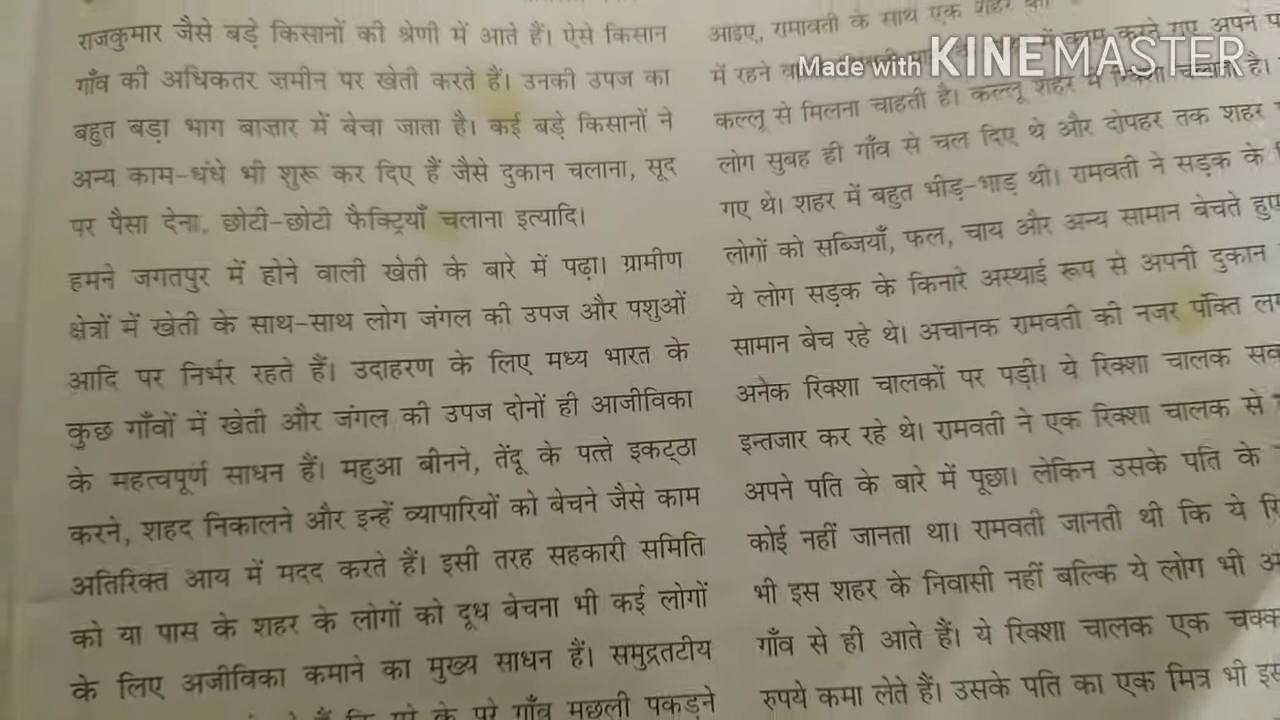 राजकुमार जैसे बड़े किसानों की श्रेणी में आते हैं। ऐसे किसान
गाँव की अधिकतर ज़मीन पर खेती करते हैं। उनकी उपज का
बहुत बड़ा भाग बाज़ार में बेचा जाता है। कई बड़े किसानों ने
अन्य काम-धंधे भी शुरू कर दिए हैं जैसे दुकान चलाना, सूद
पर पैसा देना, छोटी-छोटी फैक्ट्रियाँ चलाना इत्यादि।
हमने जगतपुर में होने वाली खेती के बारे में पढ़ा। ग्रामीण
क्षेत्रों में खेती के साथ-साथ लोग जंगल की उपज और पशुओं
आदि पर निर्भर रहते हैं। उदाहरण के लिए मध्य भारत के
कुछ गाँवों में खेती और जंगल की उपज दोनों ही आजीविका
के महत्वपूर्ण साधन हैं। महुआ बीनने, तेंदू के पत्ते इकट्ठा
करने, शहद निकालने और इन्हें व्यापारियों को बेचने जैसे काम
अतिरिक्त आय में मदद करते हैं। इसी तरह सहकारी समिति
को या पास के शहर के लोगों को दूध बेचना भी कई लोगों
के लिए अजीविका कमाने का मुख्य साधन हैं। समुद्रतटीय
के पूरे गाँव मछली पकड़ने
आइए, रामावती के साथ एक शहर
में रहने काम करने गए अपने
कल्लू से मिलना चाहती है। कल्लू शहर में रिक्शा चलाता है।
लोग सुबह ही गाँव से चल दिए थे और दोपहर तक शहर
गए थे। शहर में बहुत भीड़-भाड़ थी। रामवती ने सड़क के
लोगों को सब्जियाँ, फल, चाय और अन्य सामान बेचते हुए
ये लोग सड़क के किनारे अस्थाई रूप से अपनी दुकान
सामान बेच रहे थे। अचानक रामवती की नजर पंक्ति
अनेक रिक्शा चालकों पर पड़ी। ये रिक्शा चालक
इन्तजार कर रहे थे। रामवती ने एक रिक्शा चालक से
अपने पति के बारे में पूछा। लेकिन उसके पति के
कोई नहीं जानता था। रामवती जानती थी कि ये
भी इस शहर के निवासी नहीं बल्कि ये लोग भी
गाँव से ही आते हैं। ये रिक्शा चालक एक
रुपये कमा लेते हैं। उसके पति का एक मित्र भी
Made with KINEMASTER